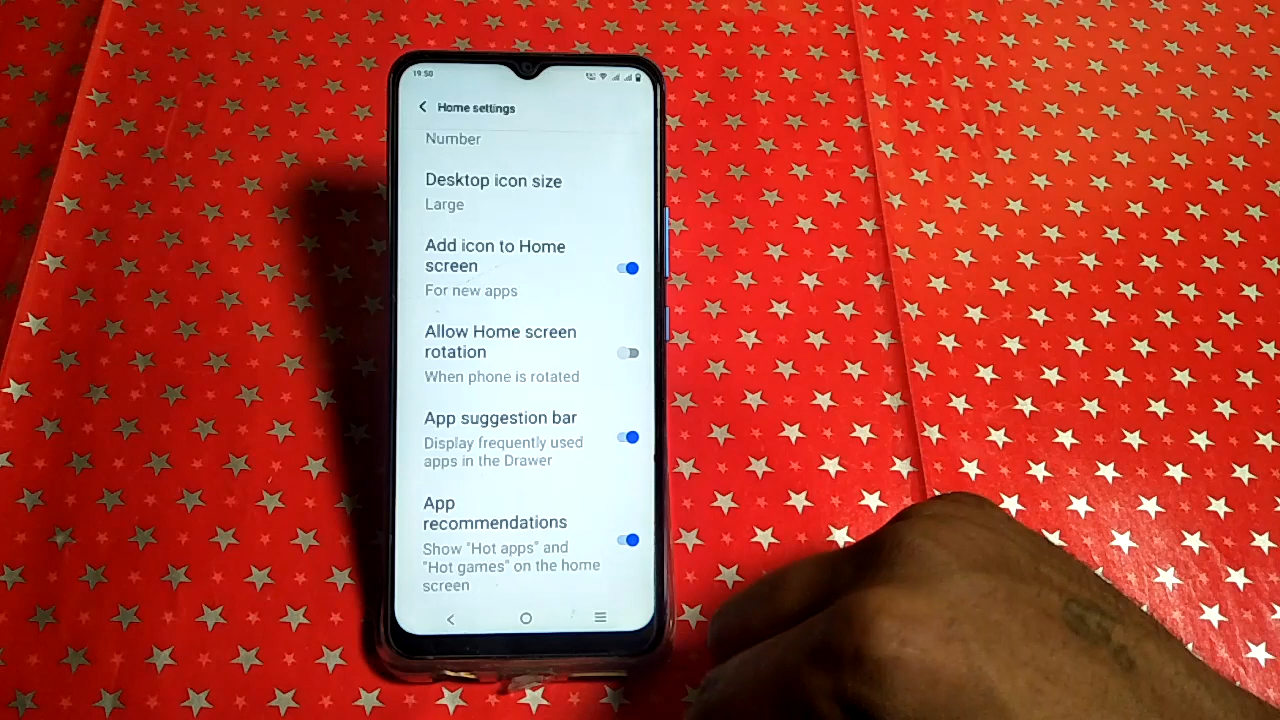 19:50
Home settings
Number
Desktop icon size
Large
Add icon to Home
screen
For new apps
Allow Home screen
rotation
When phone is rotated
App suggestion bar
Display frequently used
apps in the Drawer
App
recommendations
Show "Hot apps" and
"Hot games" on the home
screen